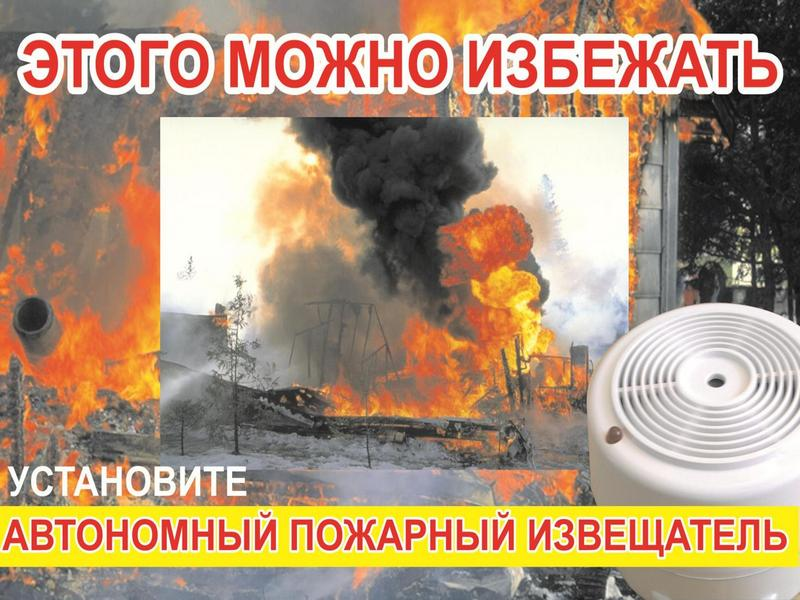 ЭТОГО МОЖНО ИЗБЕЖАТЬ
УСТАНОВИТЕ
АВТОНОМНЫЙ ПОЖАРНЫЙ ИЗВЕЩАТЕЛЬ